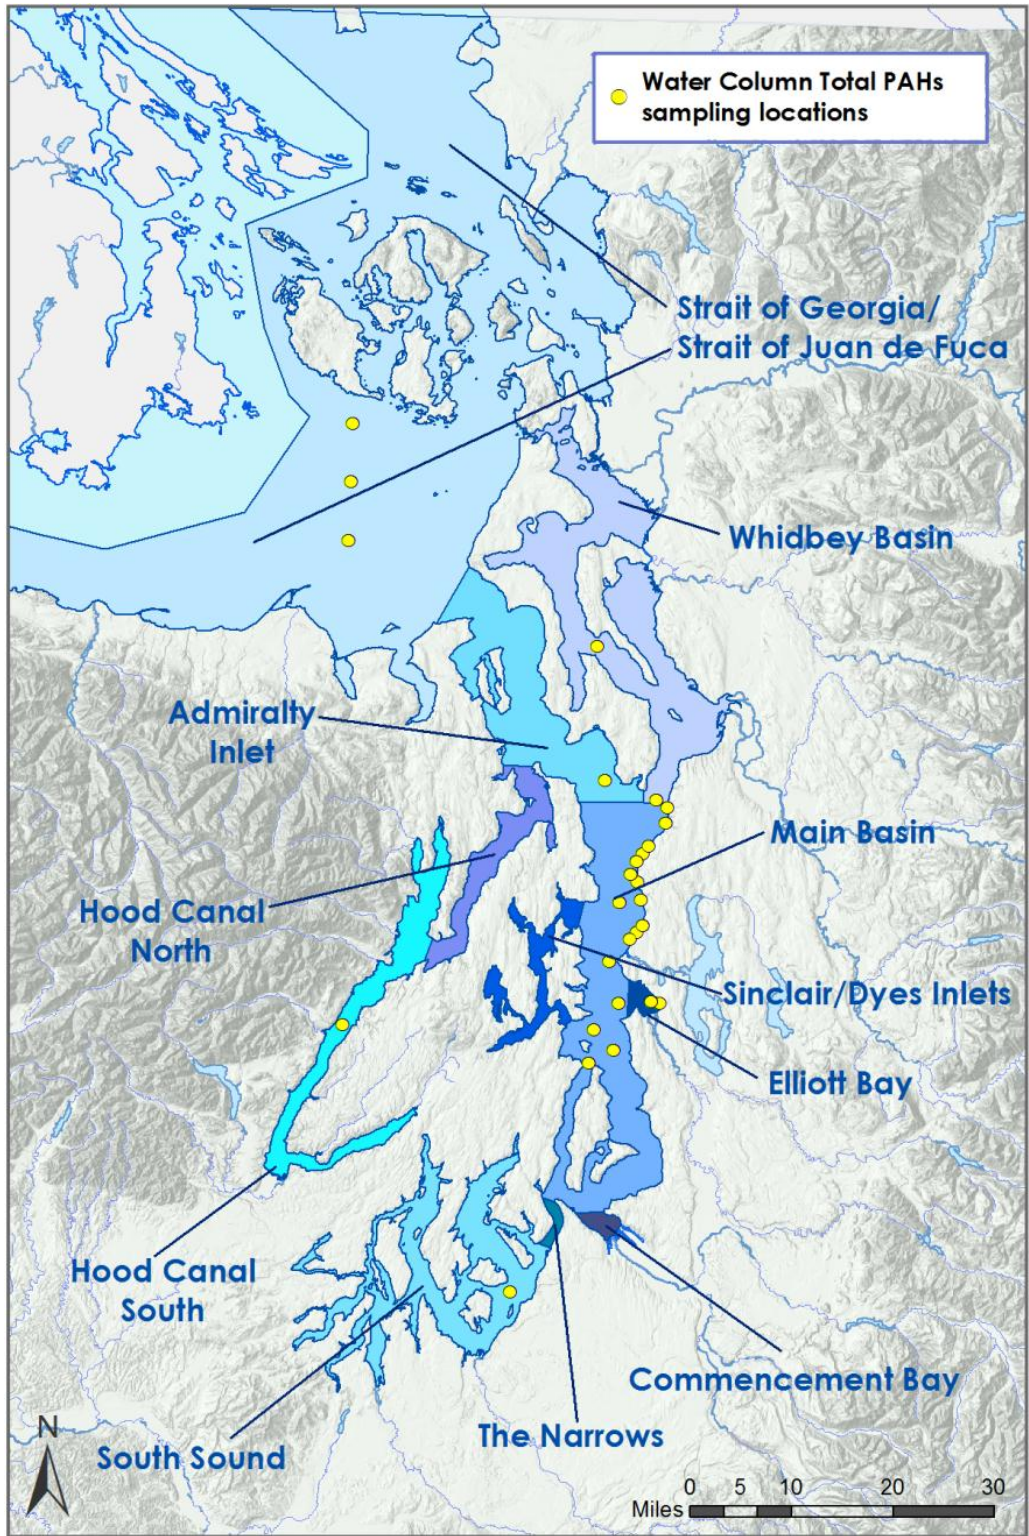 Water Column Total PAHs
sampling locations
Strait of Georgia/
Strait of Juan de Fuca
Whidbey Basin
Admiralty
Inlet
Main Basin
Hood Canal
North
Sinclair/Dyes Inlets
Elliott Bay
Hood Canal
South
Commencement Bay
The Narrows
South Sound
N
0 5 10 20 30
Miles